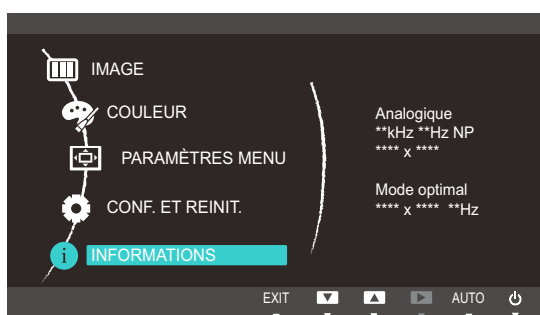 IMAGE
COULEUR
PARAMÈTRES MENU
CONF. ET REINIT.
i INFORMATIONS
Analogique
**kHz **Hz NP
**** x ****
Mode optimal
**** x **** **Hz
EXIT AUTO